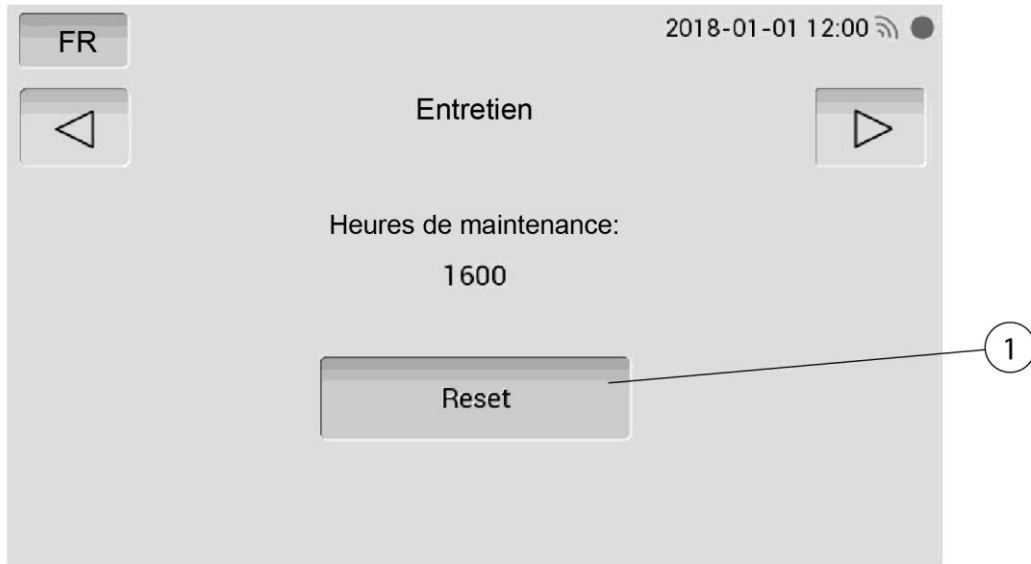 FR
2018-01-01 12:00
Entretien
Heures de maintenance:
1600
Reset
1